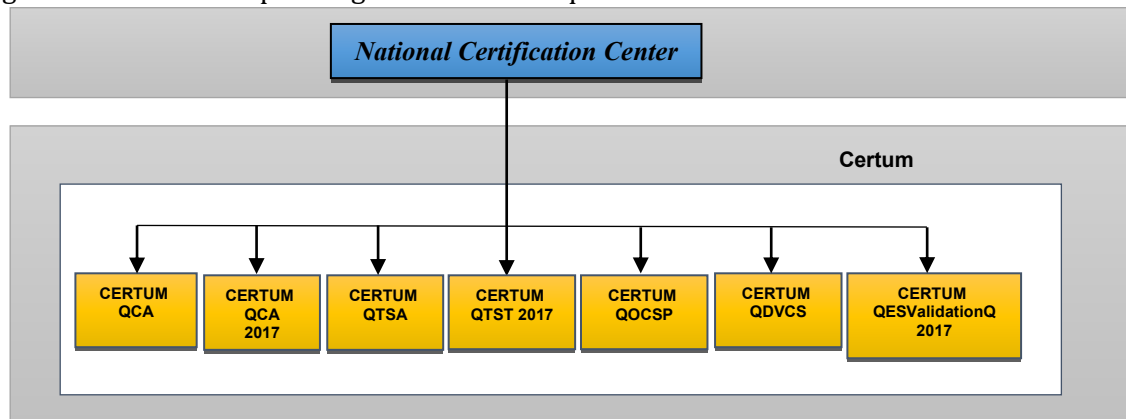 National Certification Center
Certum
CERTUM
QCA
CERTUM
QCA
2017
CERTUM
QTSA
CERTUM
QTST 2017
CERTUM
QOCSP
CERTUM
QDVCS
CERTUM
QESValidationQ
2017